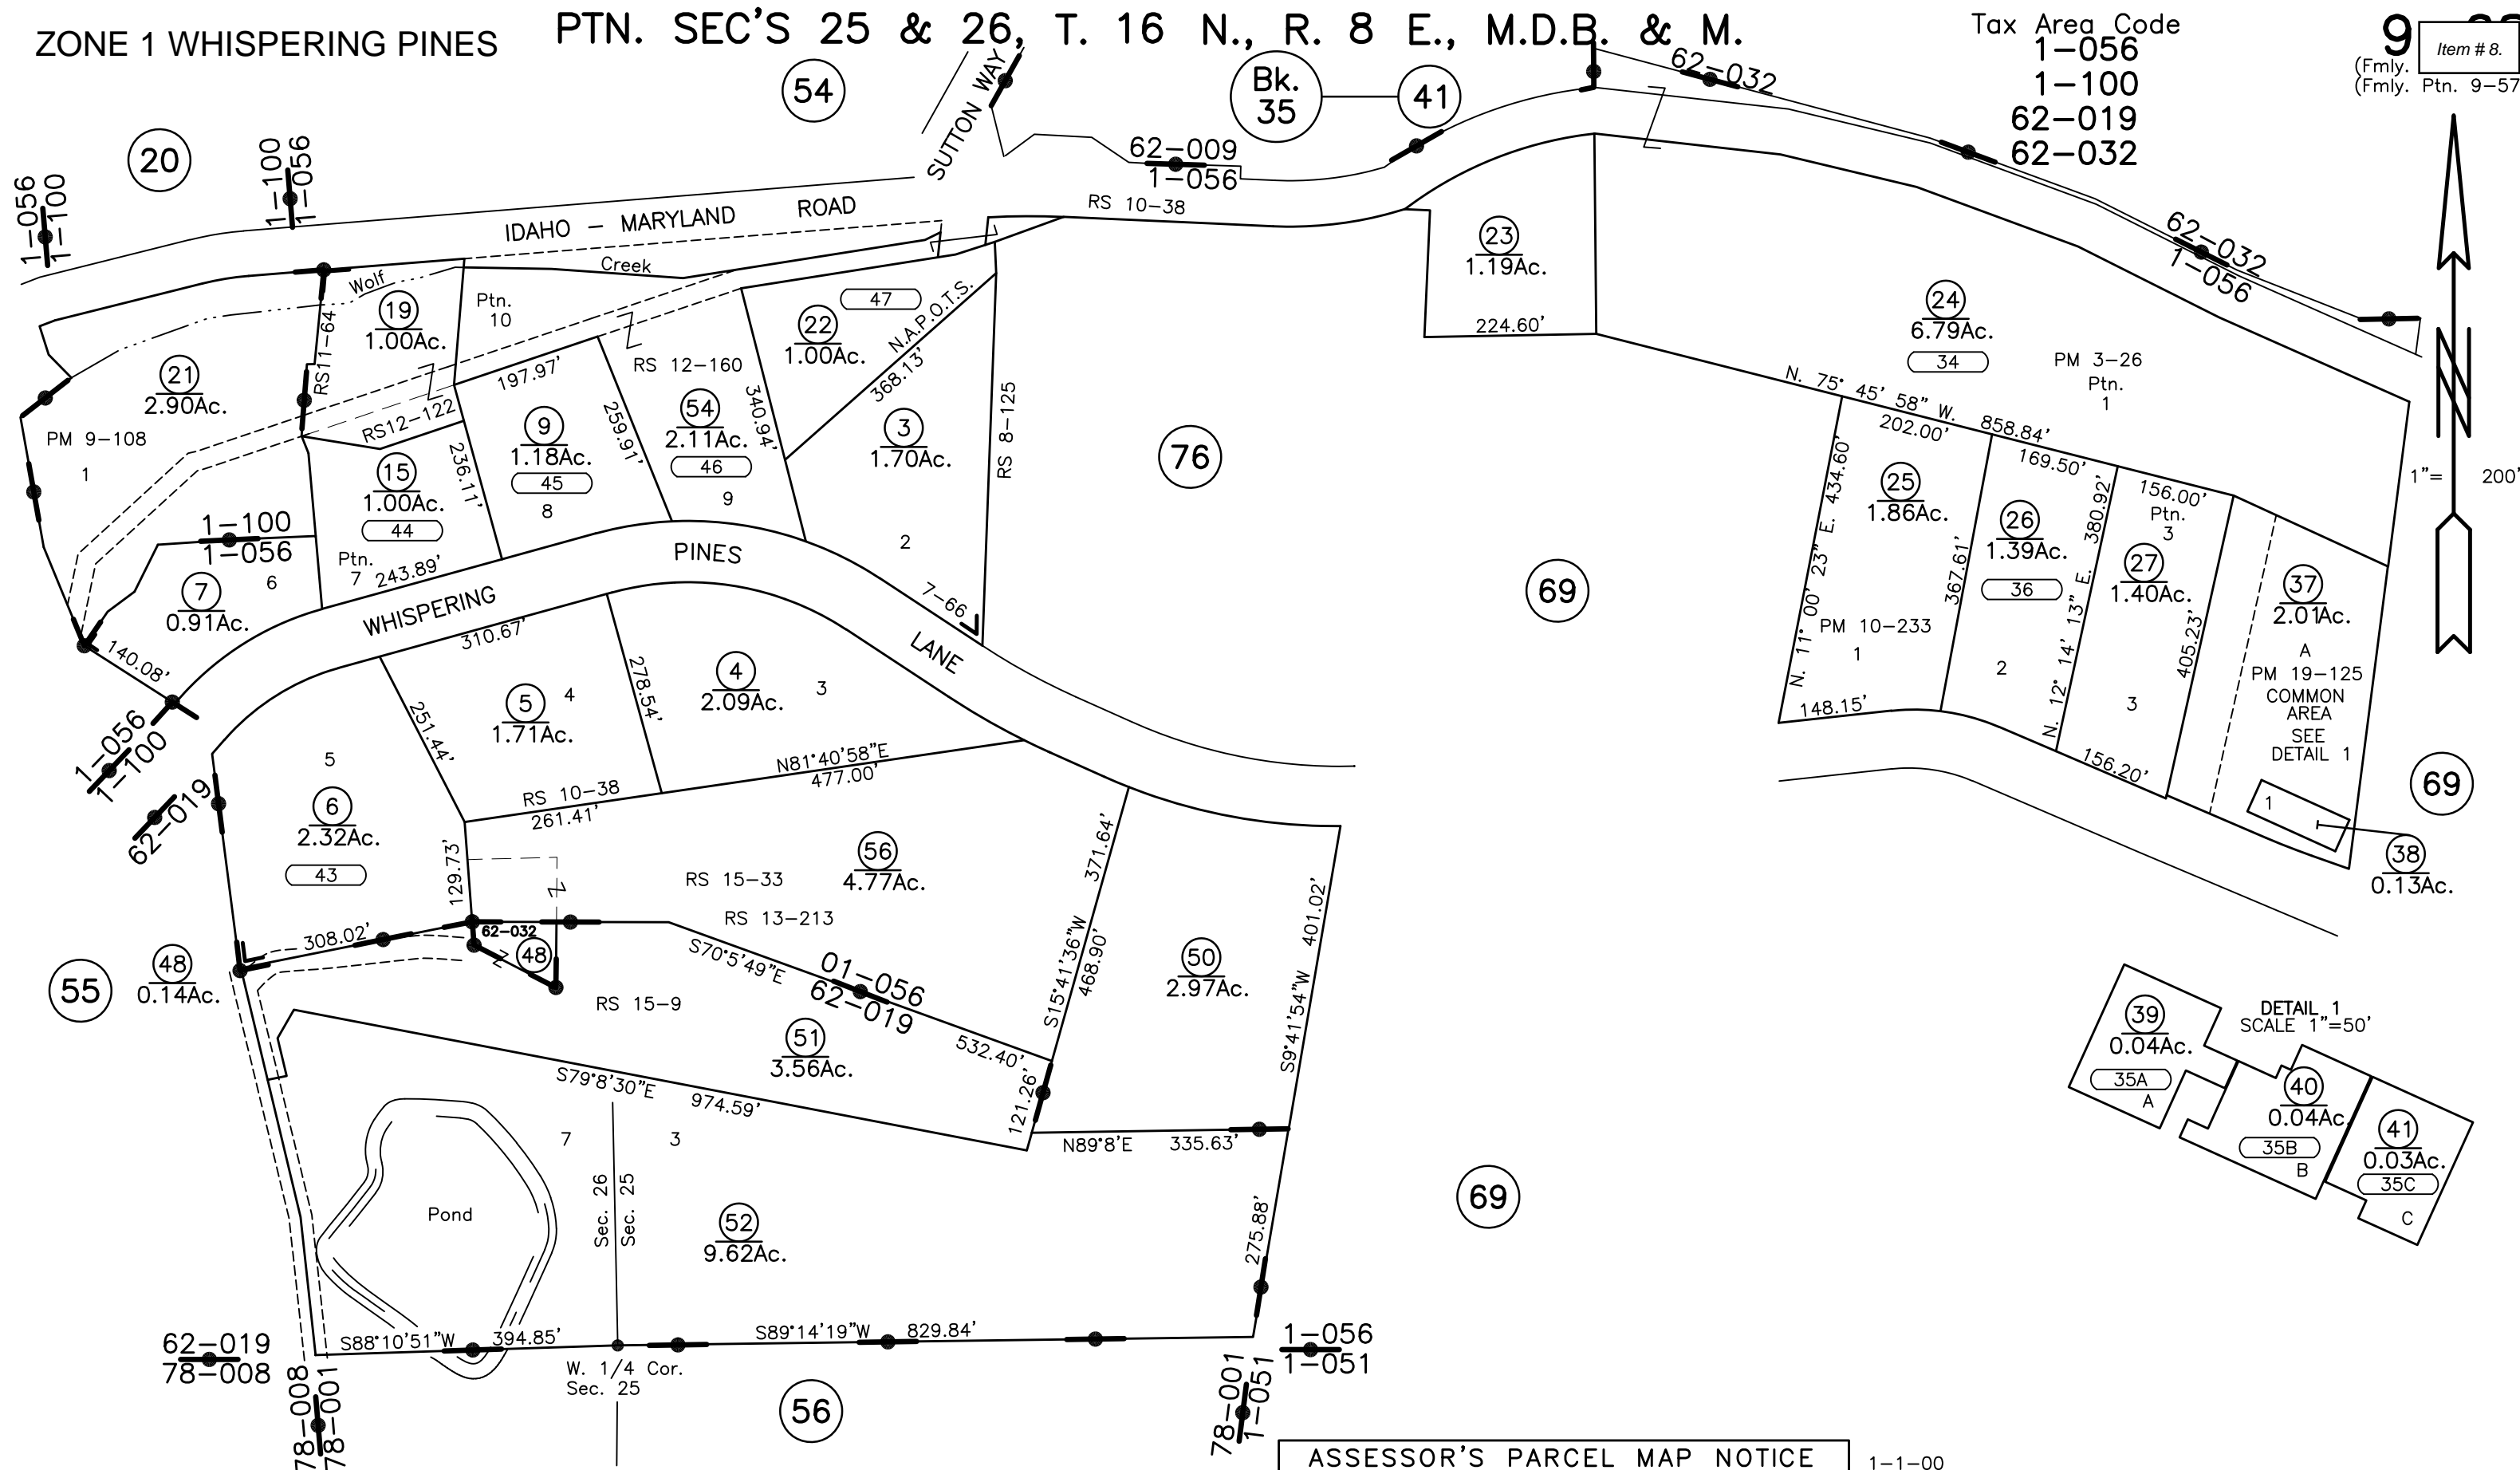 ZONE 1 WHISPERING PINES
PTN. SEC'S 25 & 26, T. 16 N., R. 8 E., M.D.B. & M.
Tax Area Code
1-056
1-100
62-019
62-032
9
Item # 8.
(Fmly.
(Fmly. Ptn. 9-57
54
Bk.
35
41
62-032
20
1-056
1-100
1-100
1-056
SUTTON WAY
62-009
1-056
IDAHO - MARYLAND ROAD
RS 10-38
62-032
1-056
Wolf
Creek
19
1.00Ac.
RS11-64
Ptn.
10
47
22
1.00Ac.
N.A.P.O.T.S.
368.13'
23
1.19Ac.
224.60'
24
6.79Ac.
34
PM 3-26
Ptn.
1
21
2.90Ac.
PM 9-108
1
197.97'
RS 12-160
RS12-122
9
1.18Ac.
45
8
259.91'
54
2.11Ac.
46
9
340.94'
3
1.70Ac.
2
RS 8-125
76
N. 75° 45' 58" W.
858.84'
202.00'
169.50'
156.00'
1"= 200'
15
1.00Ac.
44
236.11'
Ptn.
7
243.89'
1-100
1-056
7
0.91Ac.
6
140.08'
WHISPERING PINES LANE
7-66
69
N. 11° 00' 23" E. 434.60'
25
1.86Ac.
PM 10-233
1
148.15'
367.61'
26
1.39Ac.
36
2
N. 12° 14' 13" E. 380.92'
Ptn.
3
27
1.40Ac.
3
405.23'
156.20'
37
2.01Ac.
A
PM 19-125
COMMON
AREA
SEE
DETAIL 1
1
69
38
0.13Ac.
1-056
1-100
62-019
310.67'
251.44'
5
4
1.71Ac.
278.54'
4
2.09Ac.
3
N81°40'58"E
477.00'
RS 10-38
261.41'
5
6
2.32Ac.
43
129.73'
308.02'
62-032
48
RS 15-33
RS 13-213
56
4.77Ac.
371.64'
S15°41'36"W
468.90'
401.02'
S9°41'54"W
50
2.97Ac.
55
48
0.14Ac.
S70°5'49"E
01-056
62-019
532.40'
RS 15-9
51
3.56Ac.
121.26'
S79°8'30"E
974.59'
N89°8'E 335.63'
275.88'
7
3
Sec. 26
Sec. 25
Pond
52
9.62Ac.
69
DETAIL 1
SCALE 1"=50'
39
0.04Ac.
35A
A
40
0.04Ac.
35B
B
41
0.03Ac.
35C
C
62-019
78-008
S88°10'51"W 394.85'
S89°14'19"W 829.84'
1-056
1-051
W. 1/4 Cor.
Sec. 25
78-008
78-001
56
78-001
1-051
ASSESSOR'S PARCEL MAP NOTICE
1-1-00